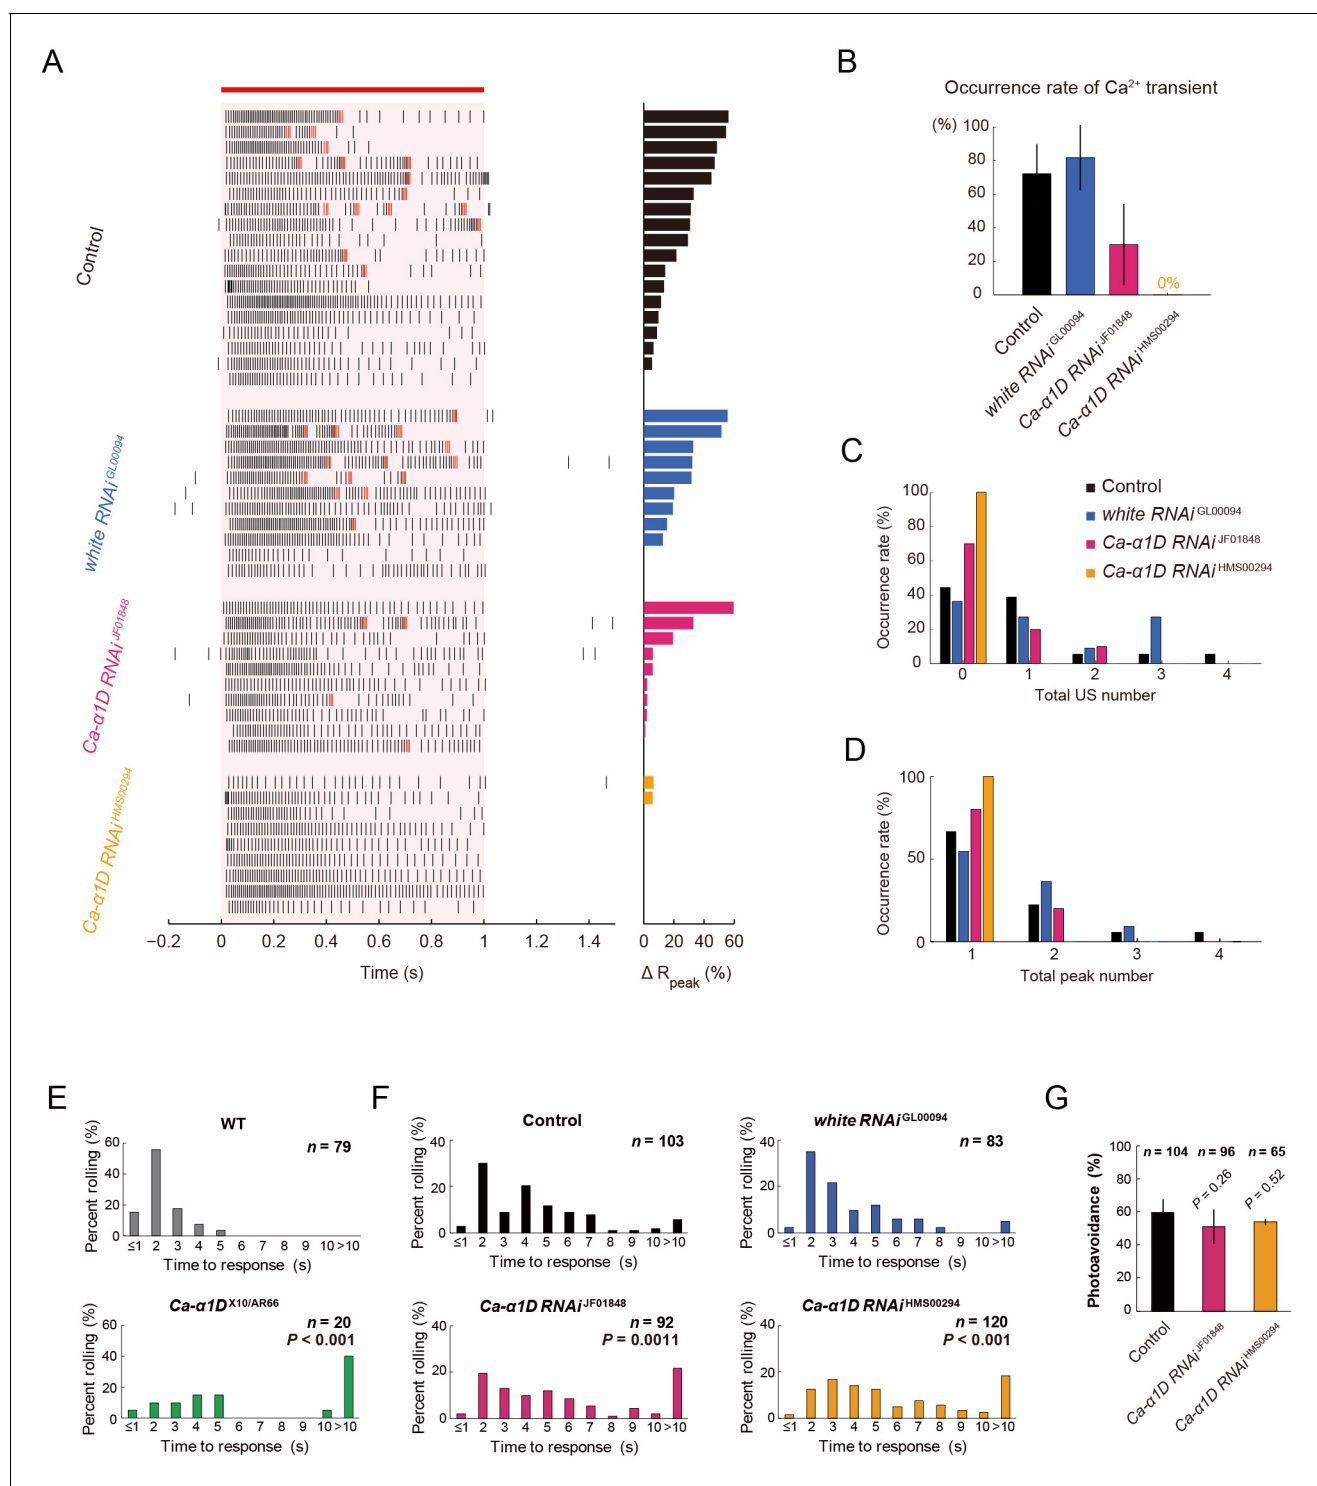 A
Control
white RNAi GL00094
Ca-α1D RNAi JF01848
Ca-α1D RNAi HMS00294
−0.2 0 0.2 0.4 0.6 0.8 1 1.2 1.4
Time (s)
0 20 40 60
Δ Rpeak (%)
B
Occurrence rate of Ca2+ transient
(%)
100
80
60
40
20
0
0%
Control
white RNAi GL00094
Ca-α1D RNAi JF01848
Ca-α1D RNAi HMS00294
C
Occurrence rate (%)
100
80
60
40
20
0
Control
white RNAi GL00094
Ca-α1D RNAi JF01848
Ca-α1D RNAi HMS00294
0 1 2 3 4
Total US number
D
Occurrence rate (%)
100
50
0
1 2 3 4
Total peak number
E
WT
n = 79
Percent rolling (%)
60
40
20
0
≤1 2 3 4 5 6 7 8 9 10 >10
Time to response (s)
Ca-α1D X10/AR66
n = 20
P < 0.001
Percent rolling (%)
60
40
20
0
≤1 2 3 4 5 6 7 8 9 10 >10
Time to response (s)
F
Control
n = 103
Percent rolling (%)
40
20
0
≤1 2 3 4 5 6 7 8 9 10 >10
Time to response (s)
white RNAi GL00094
n = 83
Percent rolling (%)
40
20
0
≤1 2 3 4 5 6 7 8 9 10 >10
Time to response (s)
Ca-α1D RNAi JF01848
n = 92
P = 0.0011
Percent rolling (%)
40
20
0
≤1 2 3 4 5 6 7 8 9 10 >10
Time to response (s)
Ca-α1D RNAi HMS00294
n = 120
P < 0.001
Percent rolling (%)
40
20
0
≤1 2 3 4 5 6 7 8 9 10 >10
Time to response (s)
G
Photoavoidance (%)
100
80
60
40
20
0
n = 104 n = 96 n = 65
P = 0.26
P = 0.52
Control
Ca-α1D RNAi JF01848
Ca-α1D RNAi HMS00294